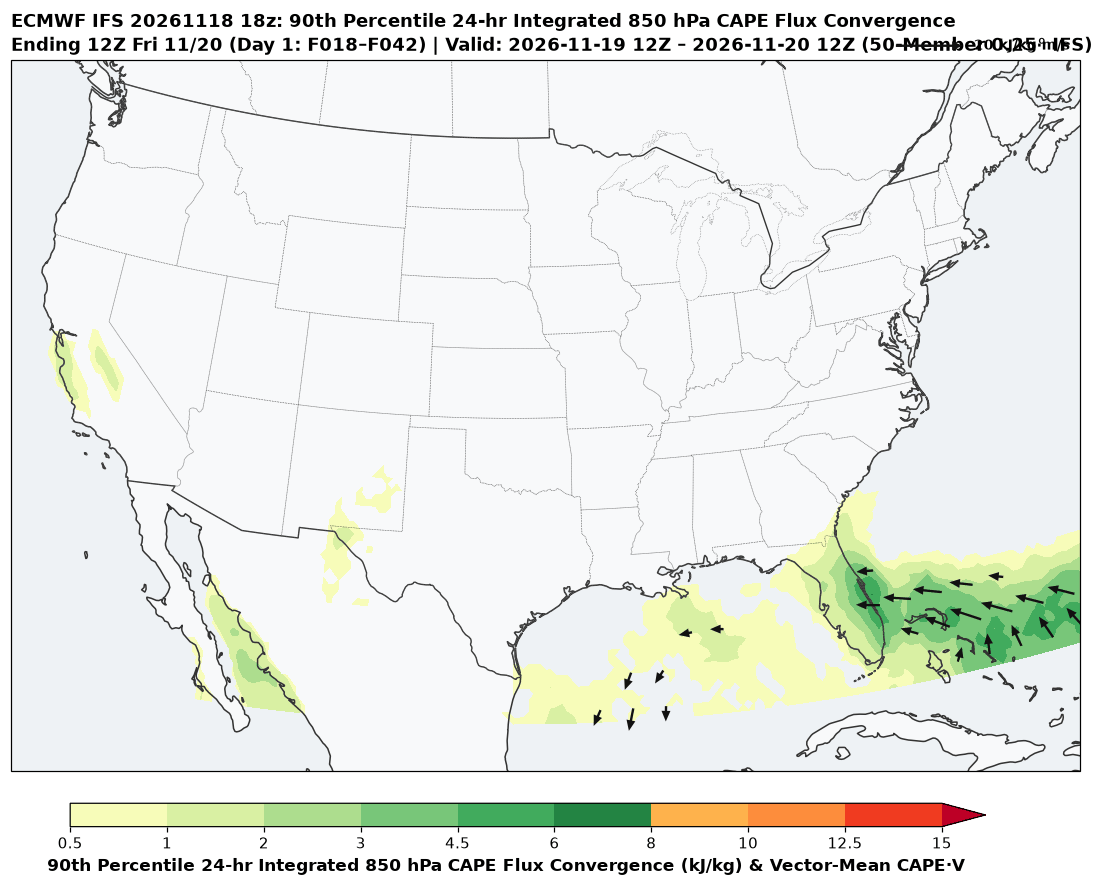 ECMWF IFS 20261118 18z: 90th Percentile 24-hr Integrated 850 hPa CAPE Flux Convergence
Ending 12Z Fri 11/20 (Day 1: F018–F042) | Valid: 2026-11-19 12Z – 2026-11-20 12Z (50-Member 0.25° IFS)
0.5 1 2 3 4.5 6 8 10 12.5 15
90th Percentile 24-hr Integrated 850 hPa CAPE Flux Convergence (kJ/kg) & Vector-Mean CAPE·V